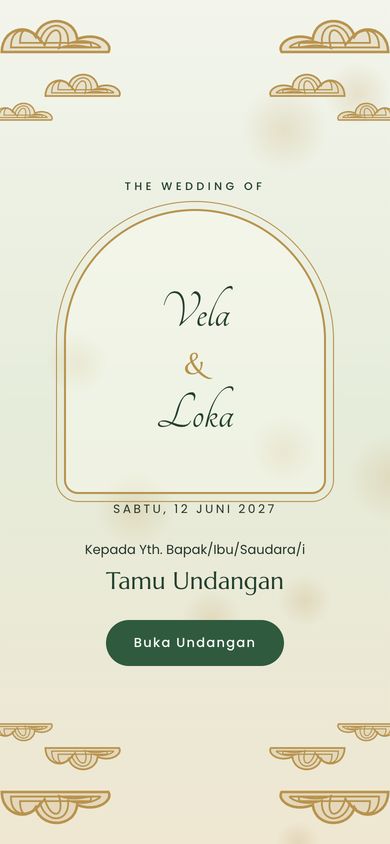 THE WEDDING OF
Vela
&
Loka
SABTU, 12 JUNI 2027
Kepada Yth. Bapak/Ibu/Saudara/i
Tamu Undangan
Buka Undangan